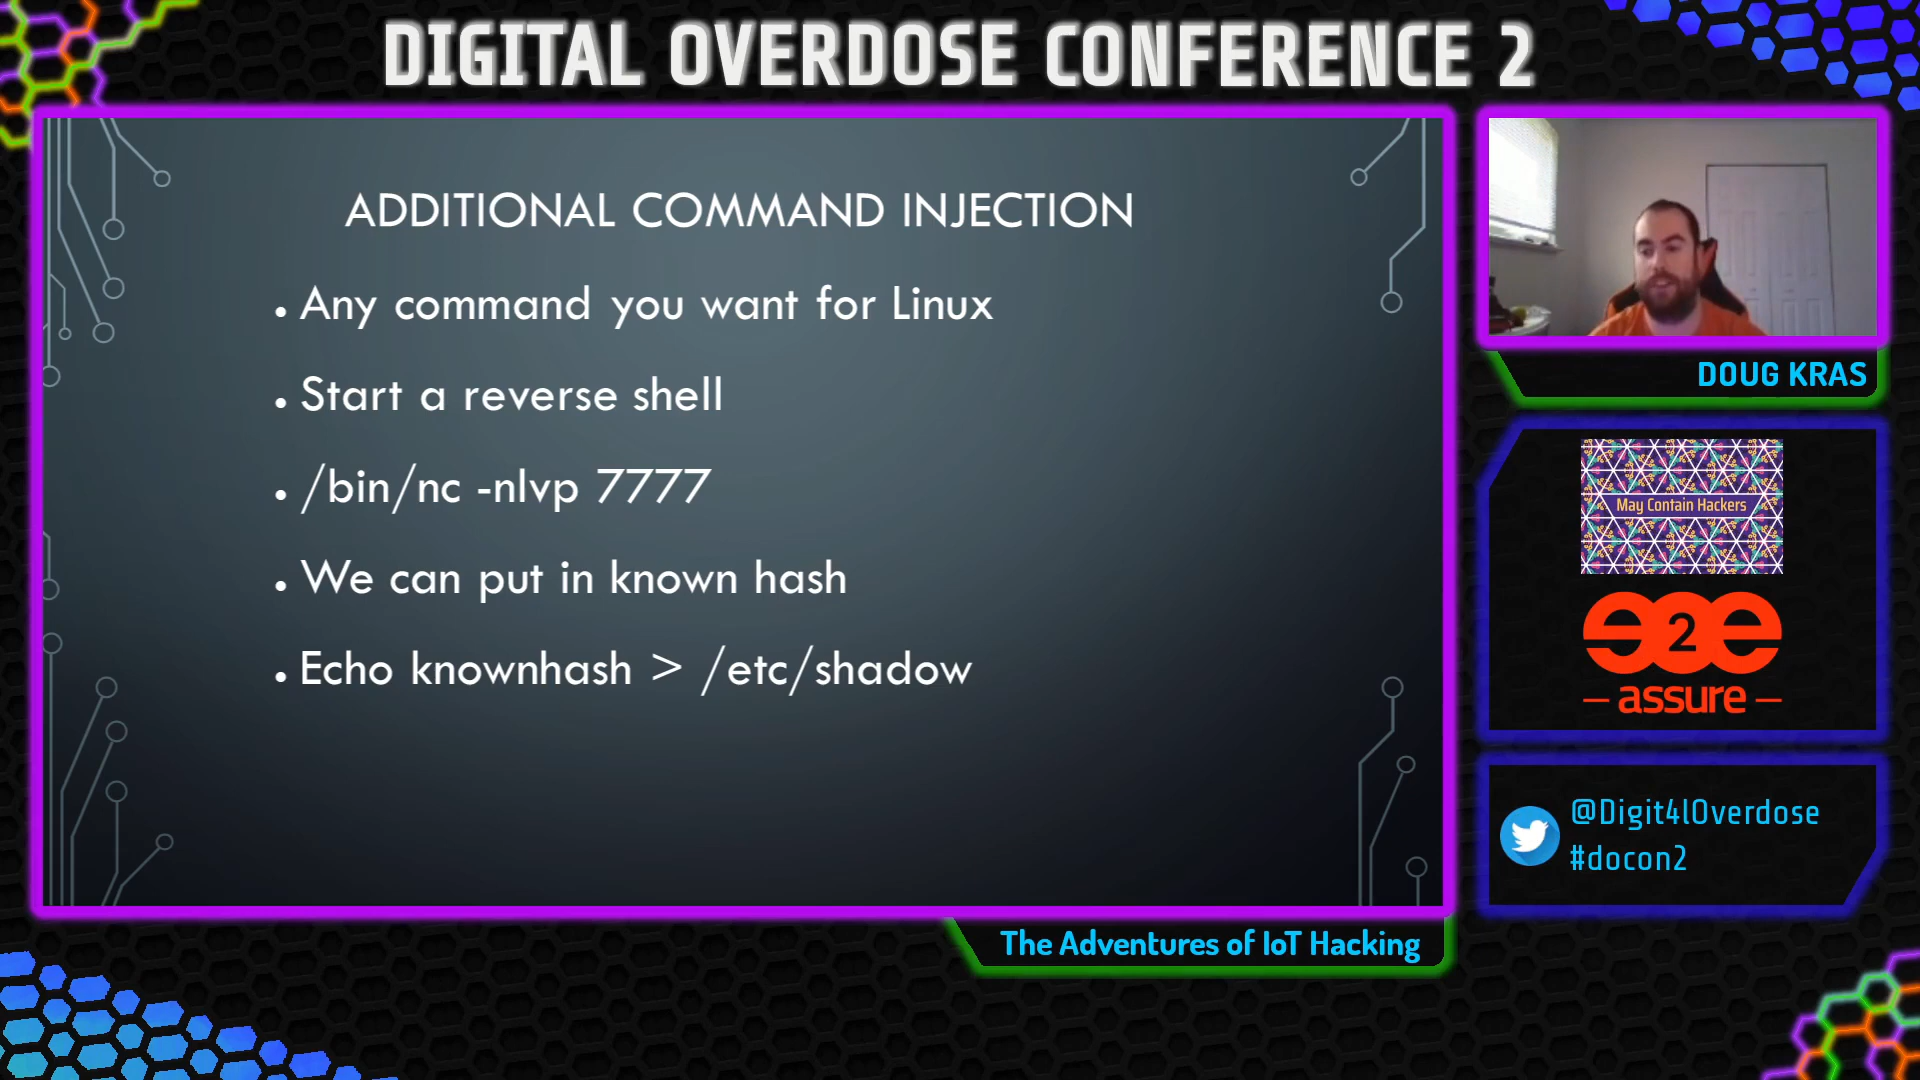 DIGITAL OVERDOSE CONFERENCE 2
ADDITIONAL COMMAND INJECTION
• Any command you want for Linux
• Start a reverse shell
• /bin/nc -nlvp 7777
• We can put in known hash
• Echo knownhash > /etc/shadow
The Adventures of IoT Hacking
DOUG KRAS
May Contain Hackers
e2e
– assure –
@Digit4lOverdose
#docon2